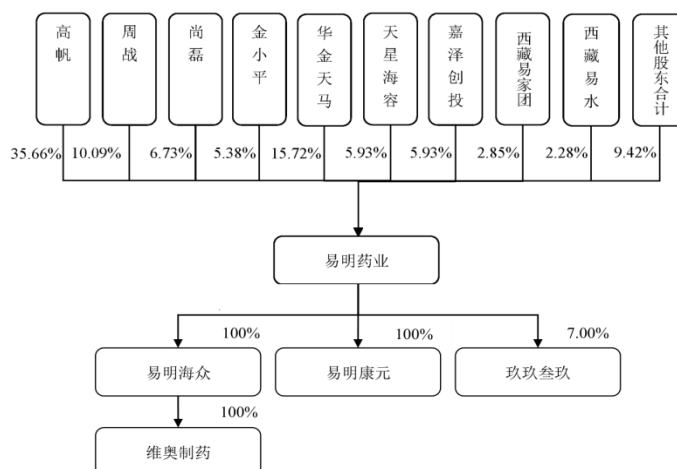 高帆
周战
尚磊
金小平
华金天马
天星海容
嘉泽创投
西藏易家团
西藏易水
其他股东合计
35.66%
10.09%
6.73%
5.38%
15.72%
5.93%
5.93%
2.85%
2.28%
9.42%
易明药业
100%
100%
7.00%
易明海众
易明康元
玖玖叁玖
100%
维奥制药